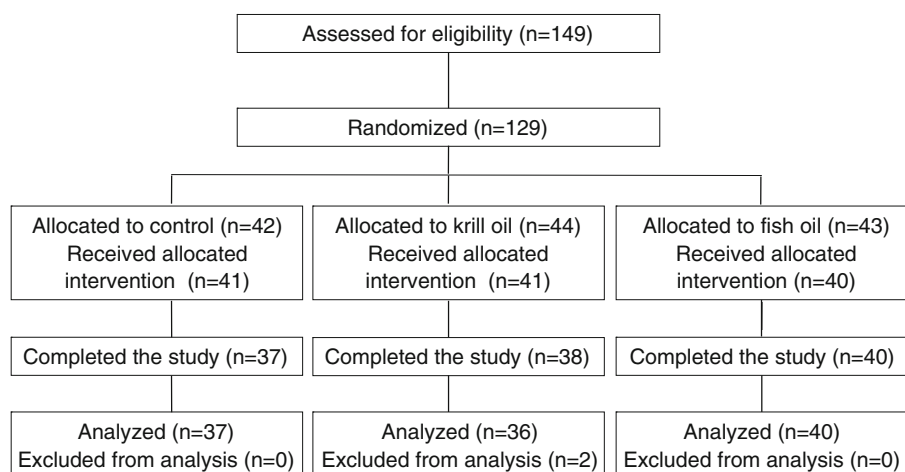 Assessed for eligibility (n=149)
Randomized (n=129)
Allocated to control (n=42)
Received allocated
intervention (n=41)
Allocated to krill oil (n=44)
Received allocated
intervention (n=41)
Allocated to fish oil (n=43)
Received allocated
intervention (n=40)
Completed the study (n=37)
Completed the study (n=38)
Completed the study (n=40)
Analyzed (n=37)
Excluded from analysis (n=0)
Analyzed (n=36)
Excluded from analysis (n=2)
Analyzed (n=40)
Excluded from analysis (n=0)